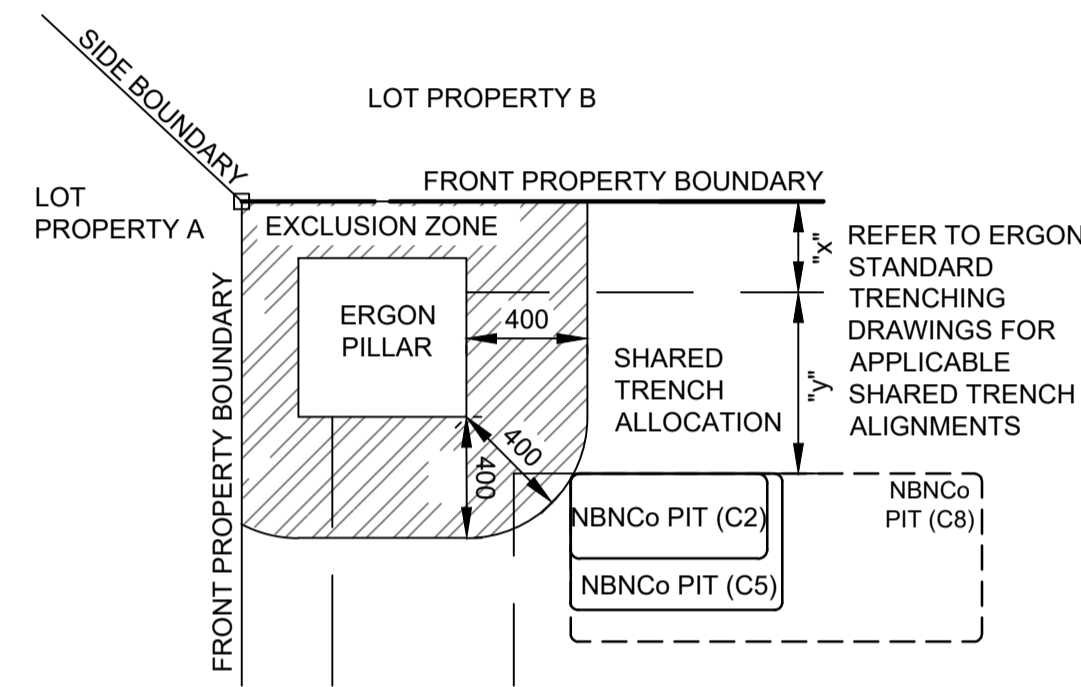 SIDE BOUNDARY
LOT PROPERTY B
LOT
PROPERTY A
FRONT PROPERTY BOUNDARY
EXCLUSION ZONE
FRONT PROPERTY BOUNDARY
ERGON
PILLAR
400
400
400
SHARED
TRENCH
ALLOCATION
"x"
"y"
REFER TO ERGON
STANDARD
TRENCHING
DRAWINGS FOR
APPLICABLE
SHARED TRENCH
ALIGNMENTS
NBNCo PIT (C2)
NBNCo PIT (C5)
NBNCo
PIT (C8)